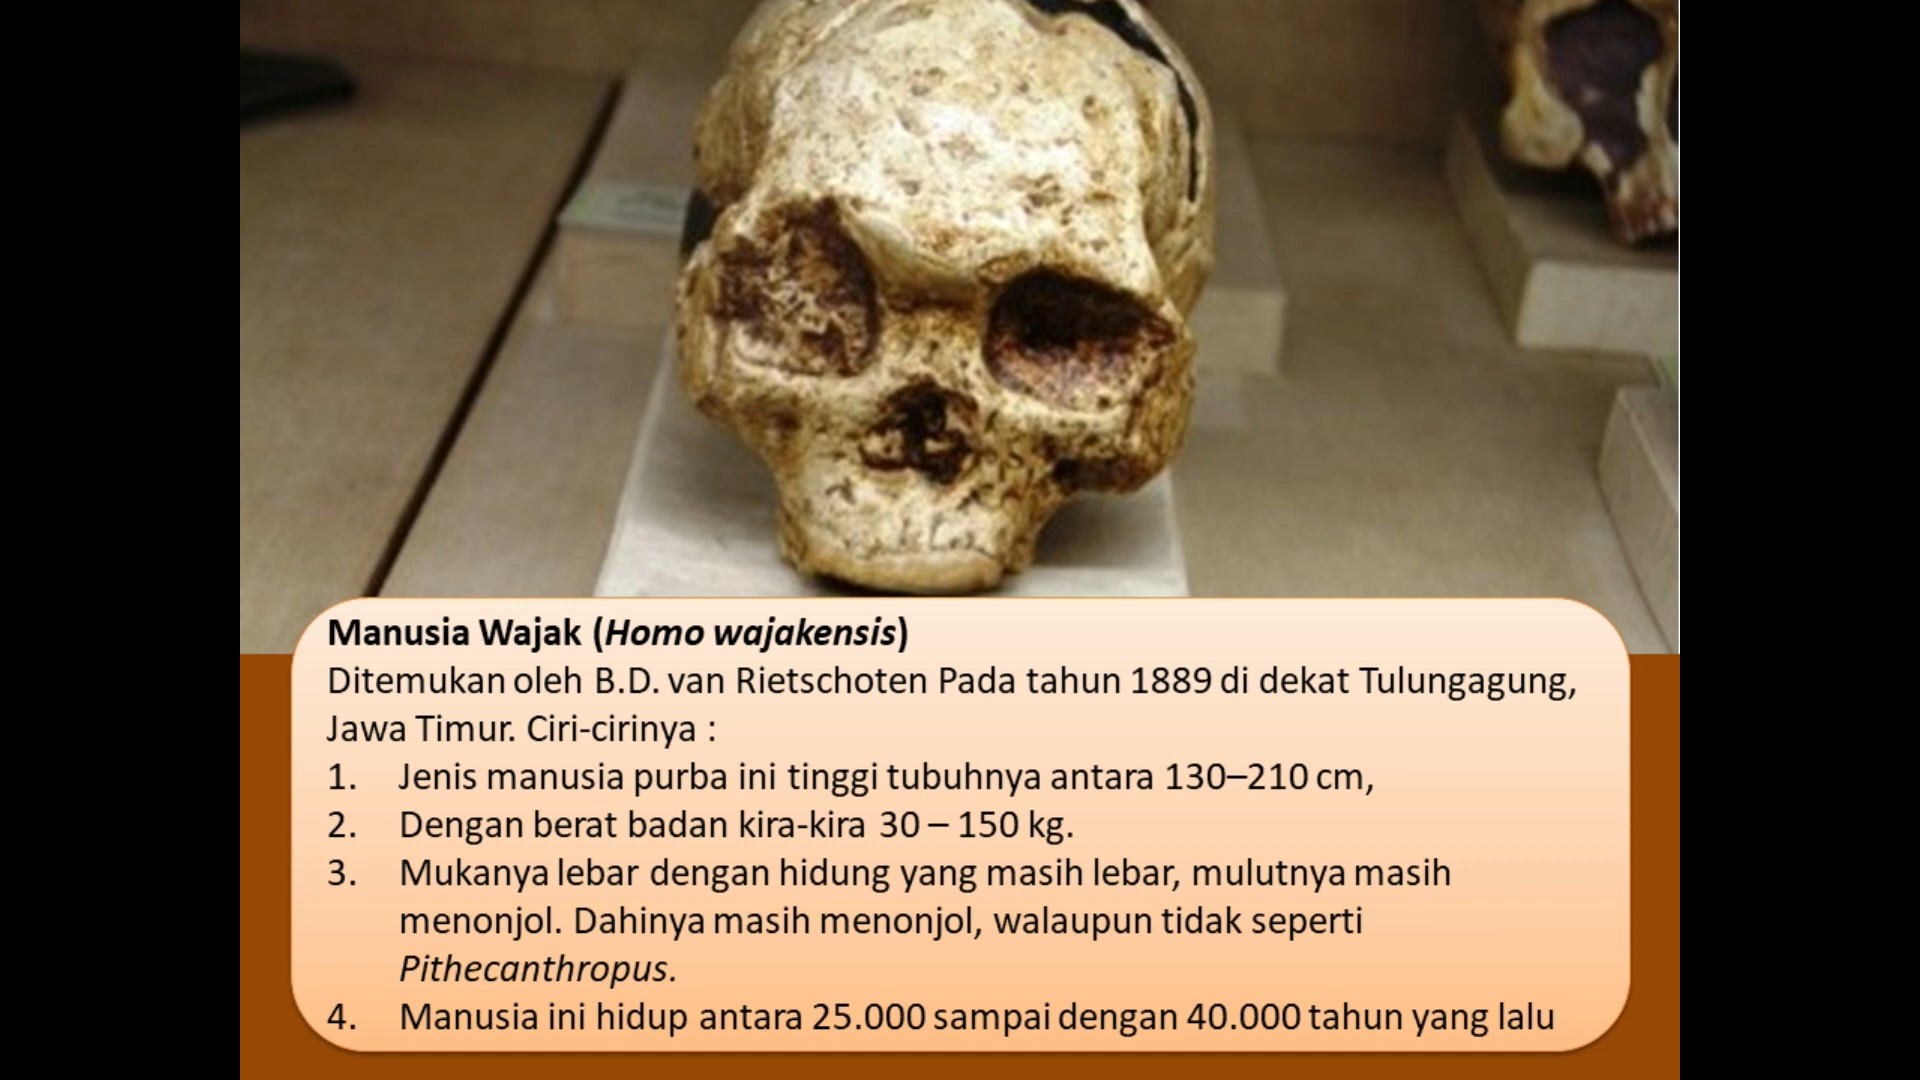 Manusia Wajak (Homo wajakensis)
Ditemukan oleh B.D. van Rietschoten Pada tahun 1889 di dekat Tulungagung,
Jawa Timur. Ciri-cirinya :
1. Jenis manusia purba ini tinggi tubuhnya antara 130–210 cm,
2. Dengan berat badan kira-kira 30 – 150 kg.
3. Mukanya lebar dengan hidung yang masih lebar, mulutnya masih
menonjol. Dahinya masih menonjol, walaupun tidak seperti
Pithecanthropus.
4. Manusia ini hidup antara 25.000 sampai dengan 40.000 tahun yang lalu